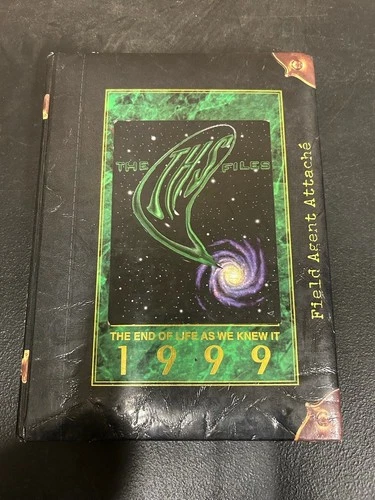 THE THS FILES
THE END OF LIFE AS WE KNEW IT
1999
Field Agent Attaché